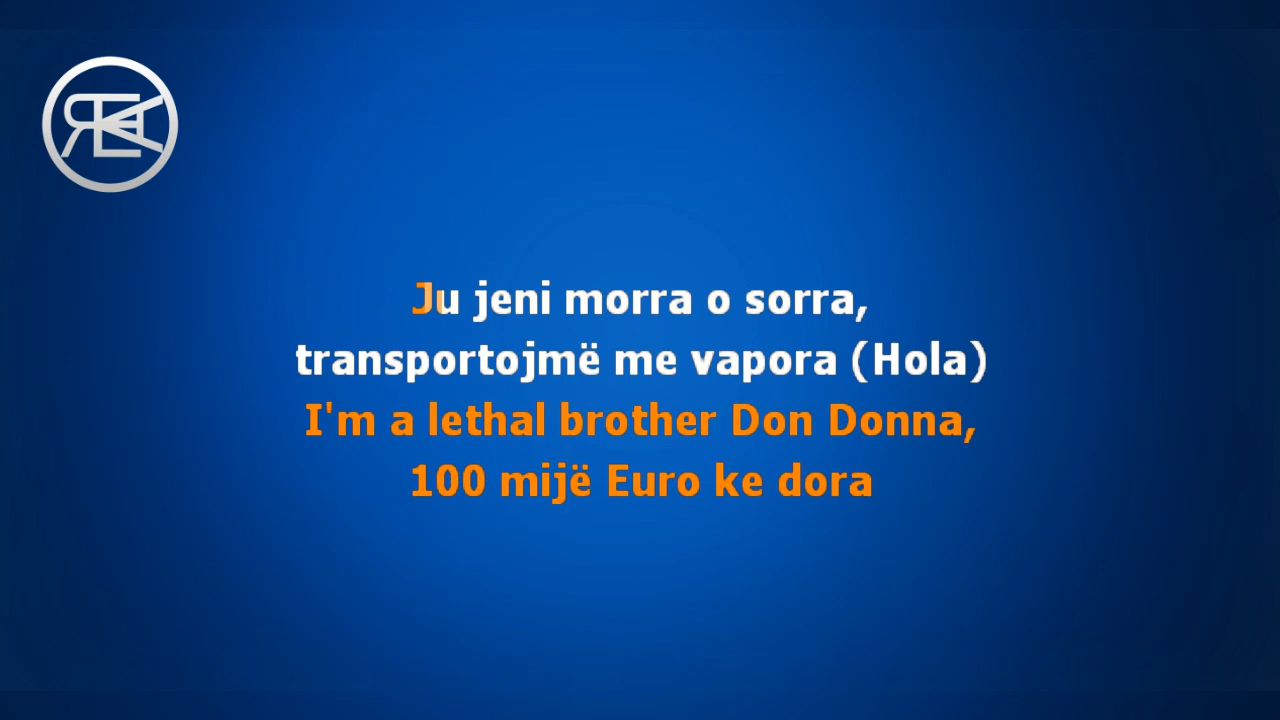 Ju jeni morra o sorra,
transportojmë me vapora (Hola)
I'm a lethal brother Don Donna,
100 mijë Euro ke dora